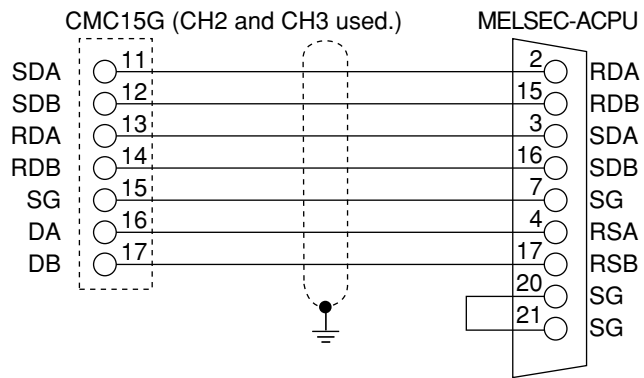 CMC15G (CH2 and CH3 used.) MELSEC-ACPU
SDA 11 2 RDA
SDB 12 15 RDB
RDA 13 3 SDA
RDB 14 16 SDB
SG 15 7 SG
DA 16 4 RSA
DB 17 17 RSB
20 SG
21 SG